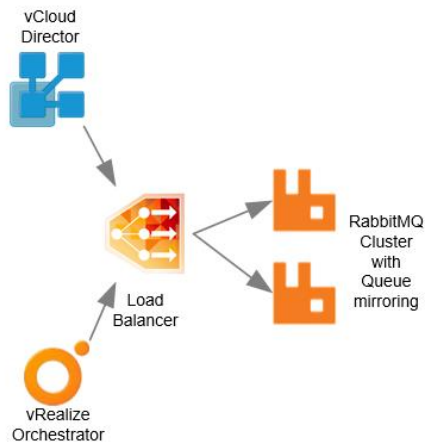 vCloud
Director
Load
Balancer
RabbitMQ
Cluster
with
Queue
mirroring
vRealize
Orchestrator